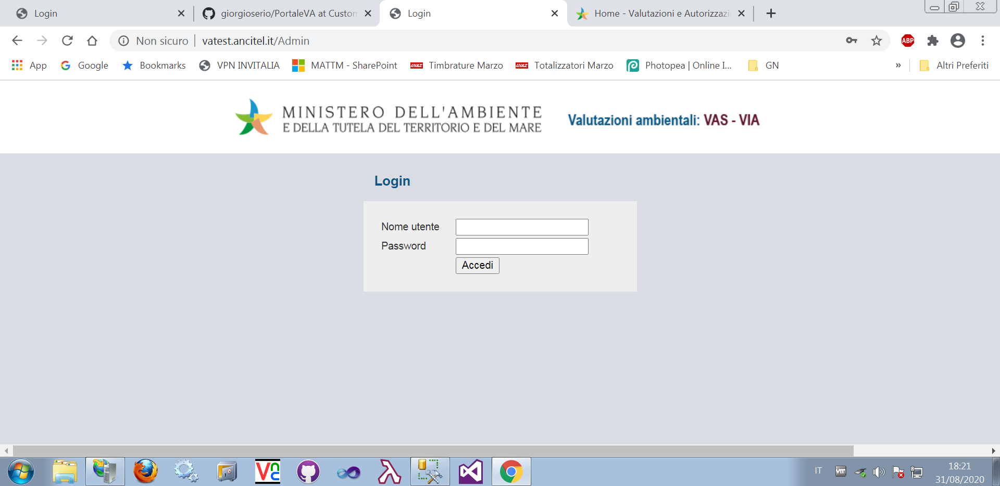 Login
giorgioserio/PortaleVA at Custom
Login
Home - Valutazioni e Autorizzazi
Non sicuro
vatest.ancitel.it/Admin
ABP
App
Google
Bookmarks
VPN INVITALIA
MATTM - SharePoint
Timbrature Marzo
Totalizzatori Marzo
Photopea | Online I...
GN
»
Altri Preferiti
MINISTERO DELL'AMBIENTE
E DELLA TUTELA DEL TERRITORIO E DEL MARE
Valutazioni ambientali: VAS - VIA
Login
Nome utente
Password
Accedi
IT
18:21
31/08/2020